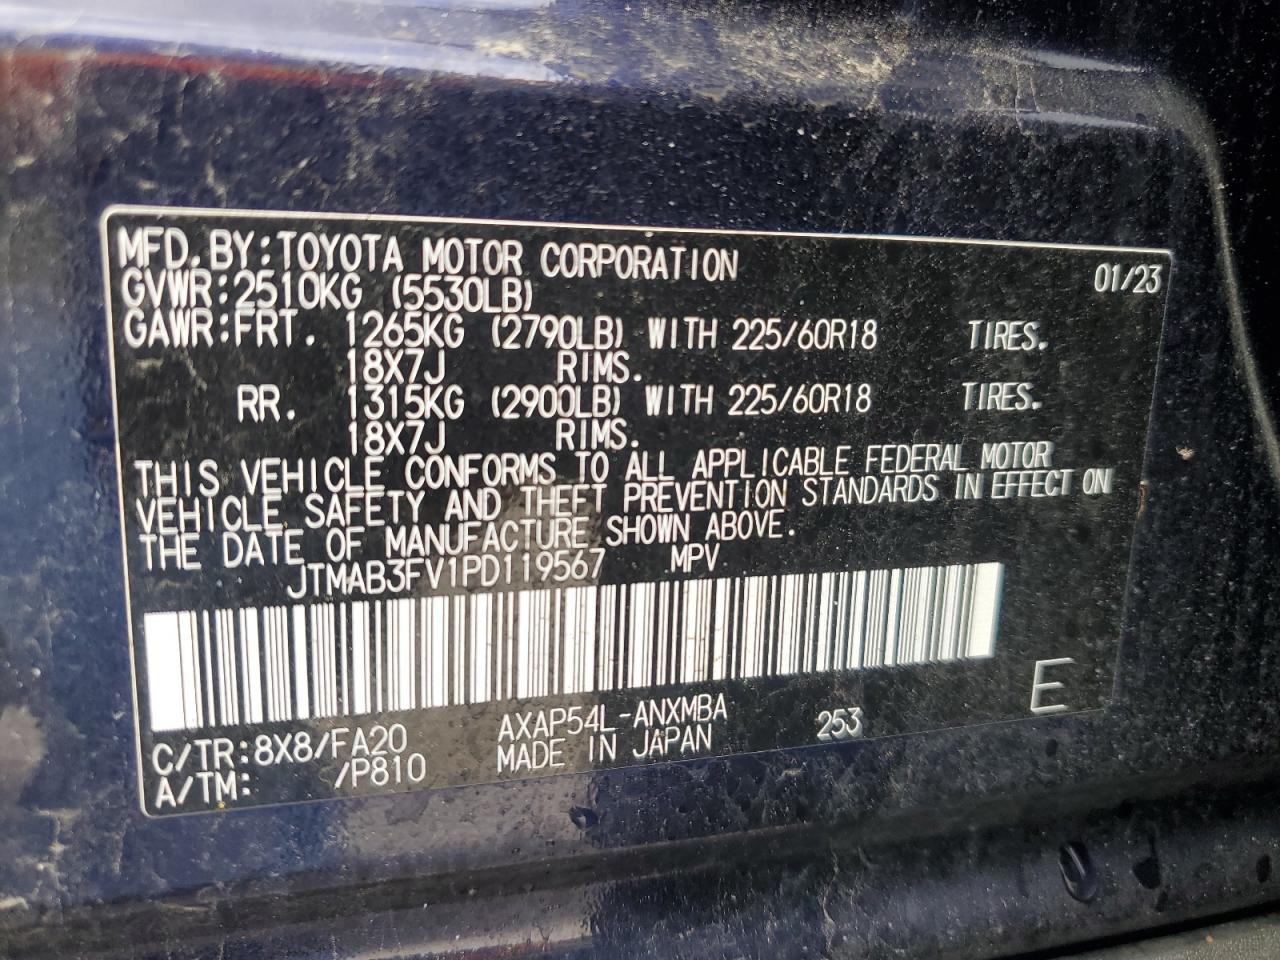 MFD.BY:TOYOTA MOTOR CORPORATION 01/23
GVWR:2510KG (5530LB)
GAWR:FRT. 1265KG (2790LB) WITH 225/60R18 TIRES.
18X7J RIMS.
RR. 1315KG (2900LB) WITH 225/60R18 TIRES.
18X7J RIMS.
THIS VEHICLE CONFORMS TO ALL APPLICABLE FEDERAL MOTOR
VEHICLE SAFETY AND THEFT PREVENTION STANDARDS IN EFFECT ON
THE DATE OF MANUFACTURE SHOWN ABOVE.
JTMAB3FV1PD119567 MPV
E
C/TR:8X8/FA20 AXAP54L-ANXMBA 253
A/TM: /P810 MADE IN JAPAN